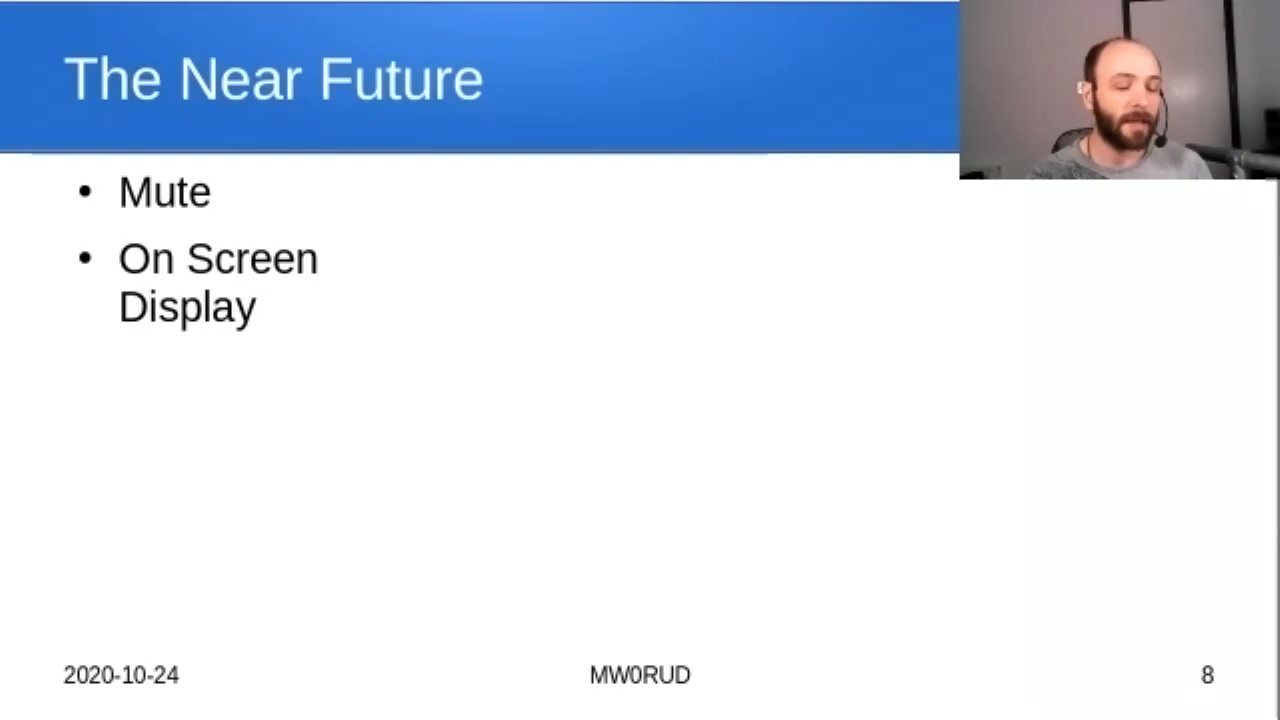 The Near Future
• Mute
• On Screen
Display
2020-10-24
MW0RUD
8